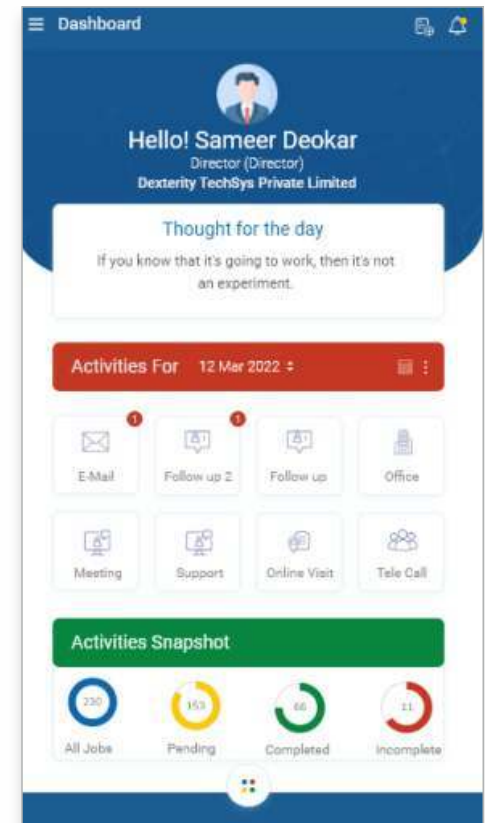 Dashboard
Hello! Sameer Deokar
Director (Director)
Dexterity TechSys Private Limited
Thought for the day
If you know that it's going to work, then it's not
an experiment.
Activities For 12 Mar 2022
1 1
E-Mail Follow up 2 Follow up Office
Meeting Support Online Visit Tele Call
Activities Snapshot
230 153 66 11
All Jobs Pending Completed Incomplete